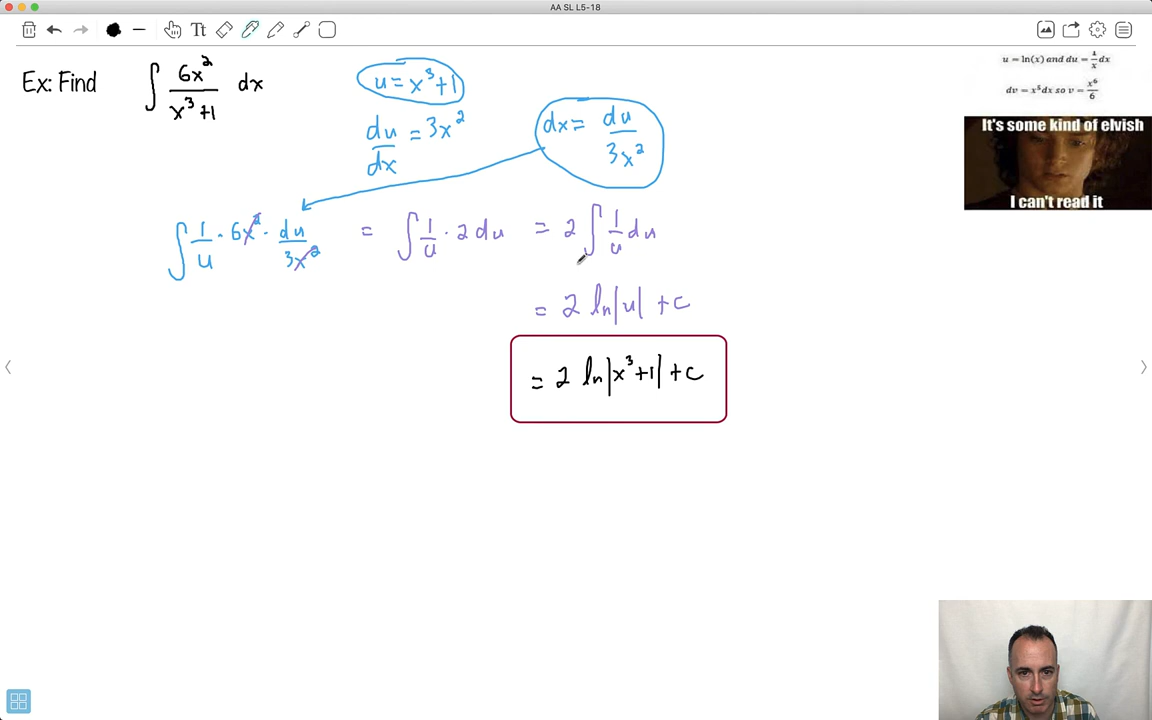 AA SL L5-18
Tt
Ex: Find ∫ 6x²/(x³+1) dx
u = x³+1
du/dx = 3x²
dx = du/3x²
∫ 1/u · 6x² · du/3x² = ∫ 1/u · 2 du = 2 ∫ 1/u du
= 2 ln|u| + c
= 2 ln|x³+1| + c
u = ln(x) and du = 1/x dx
dv = x⁵dx so v = x⁶/6
It's some kind of elvish
I can't read it